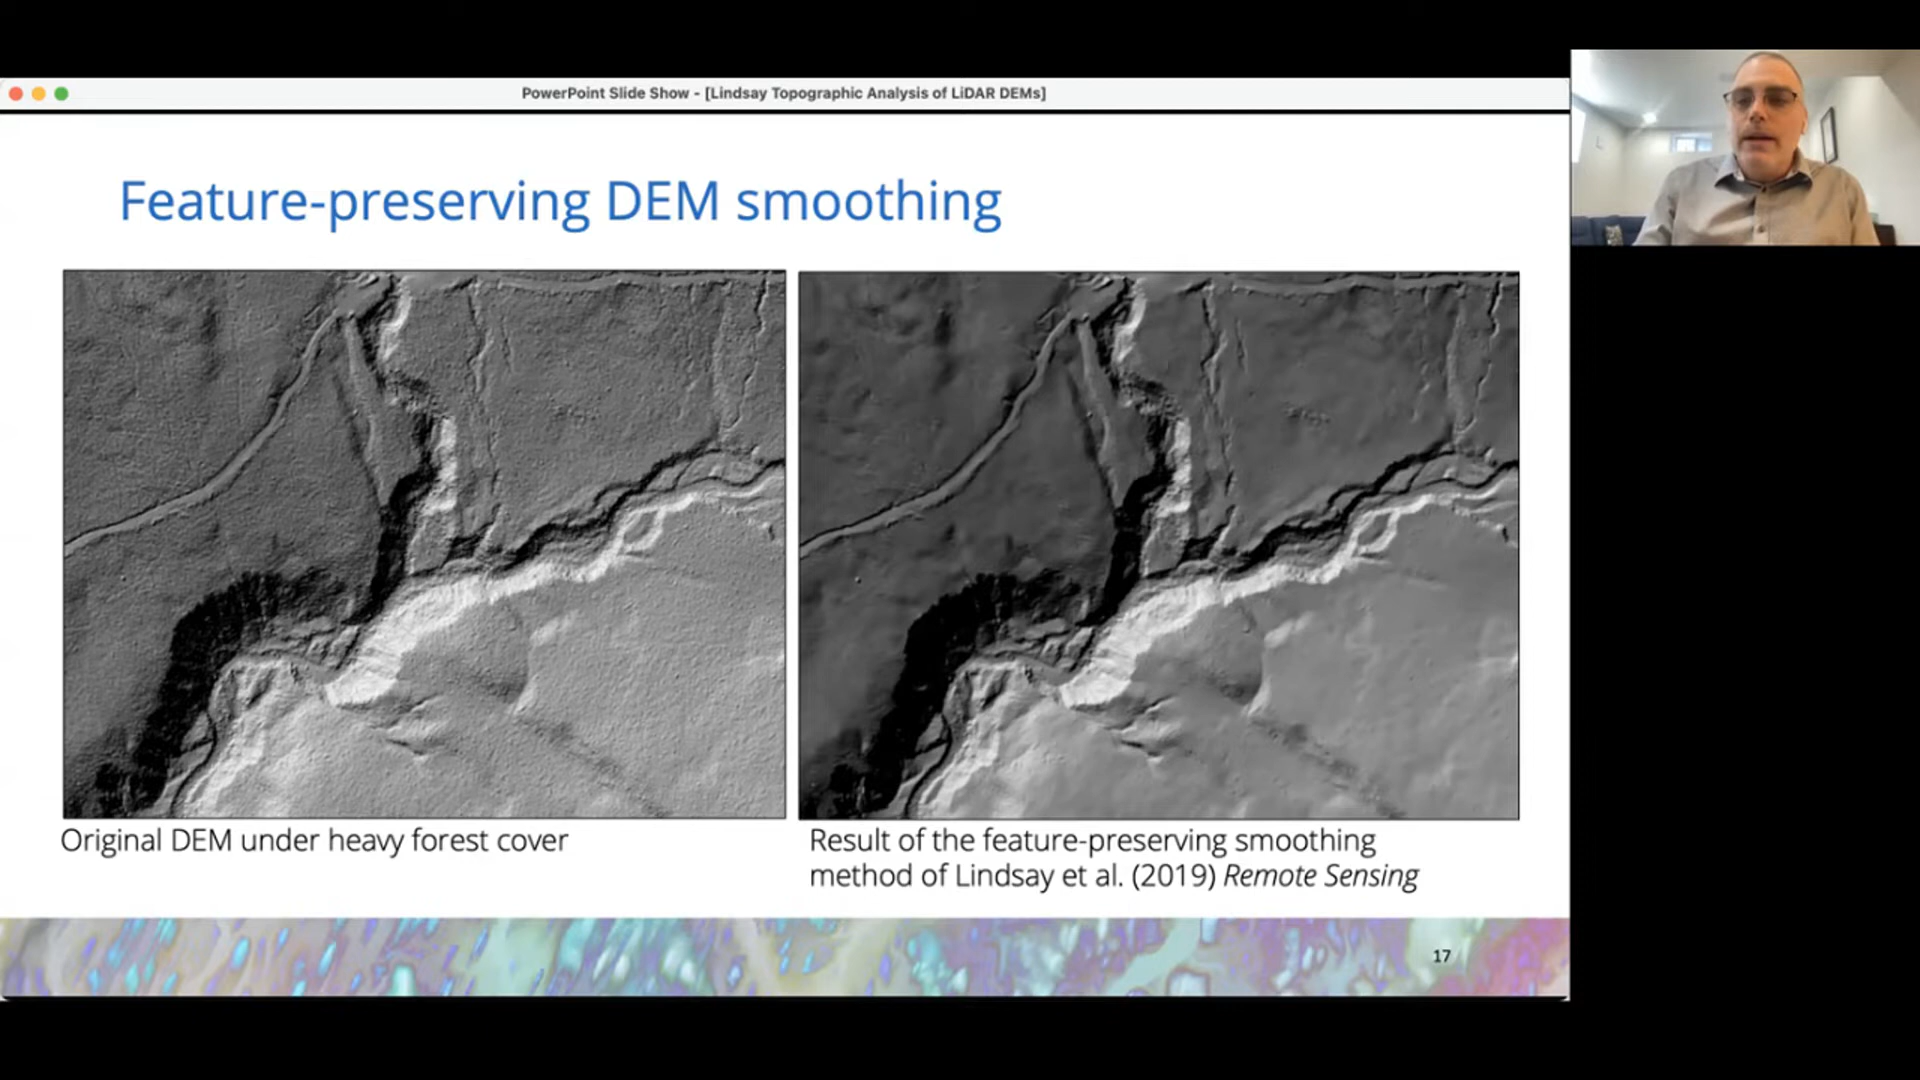 PowerPoint Slide Show - [Lindsay Topographic Analysis of LiDAR DEMs]
Feature-preserving DEM smoothing
Original DEM under heavy forest cover
Result of the feature-preserving smoothing
method of Lindsay et al. (2019) Remote Sensing
17